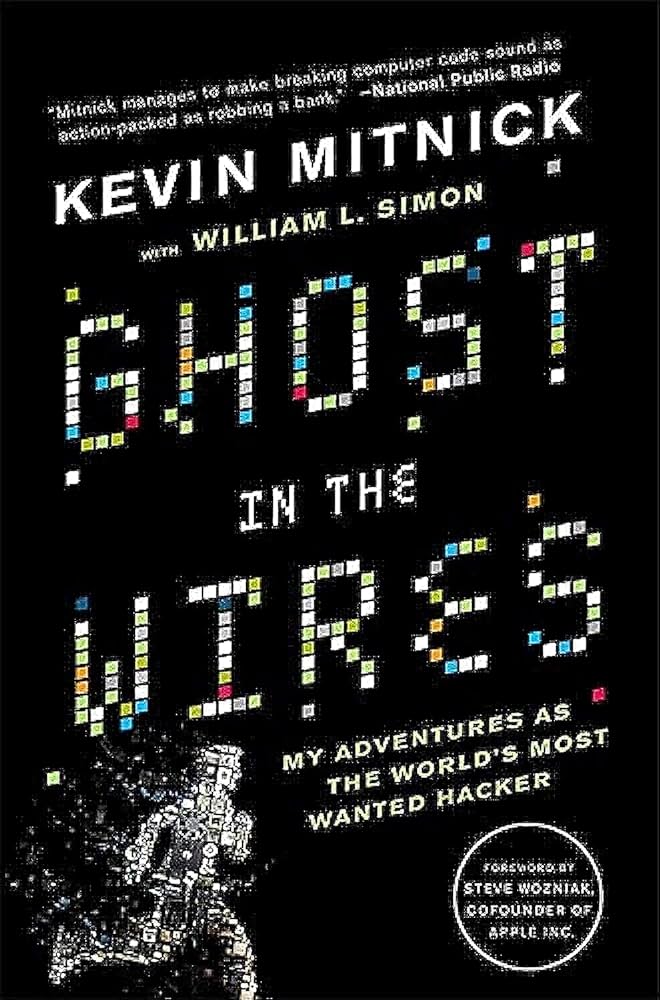 "Mitnick manages to make breaking computer code sound as
action-packed as robbing a bank." —National Public Radio
KEVIN MITNICK
WITH WILLIAM L. SIMON
GHOST
IN THE
WIRES
MY ADVENTURES AS
THE WORLD'S MOST
WANTED HACKER
FOREWORD BY
STEVE WOZNIAK,
COFOUNDER OF
APPLE INC.